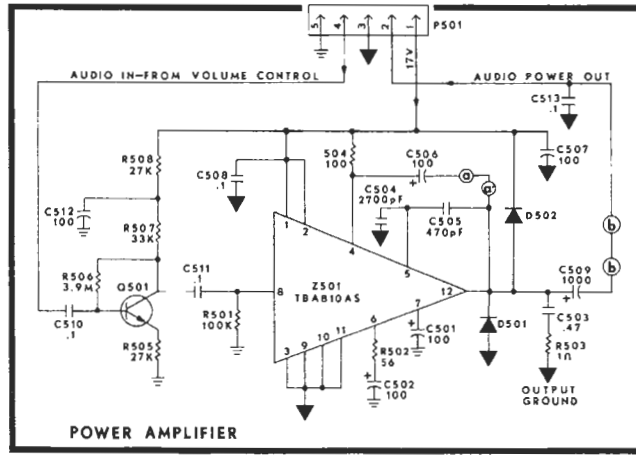 5 4 3 2 1
P501
17V
AUDIO IN—FROM VOLUME CONTROL
AUDIO POWER OUT
C513
.1
R508
27K
C508
.1
504
100
C506
100
+
a
a'
C507
100
C512
100
R507
33K
C504
2700pF
C505
470pF
D502
b
b
R506
3.9M
Q501
C511
.1
1
2
4
5
8
Z501
TBA810AS
12
C509
1000
+
C510
.1
R501
100K
3
9
10
11
6
7
C501
100
+
D501
C503
.47
R505
27K
R502
56
R503
1Ω
C502
100
+
OUTPUT
GROUND
POWER AMPLIFIER